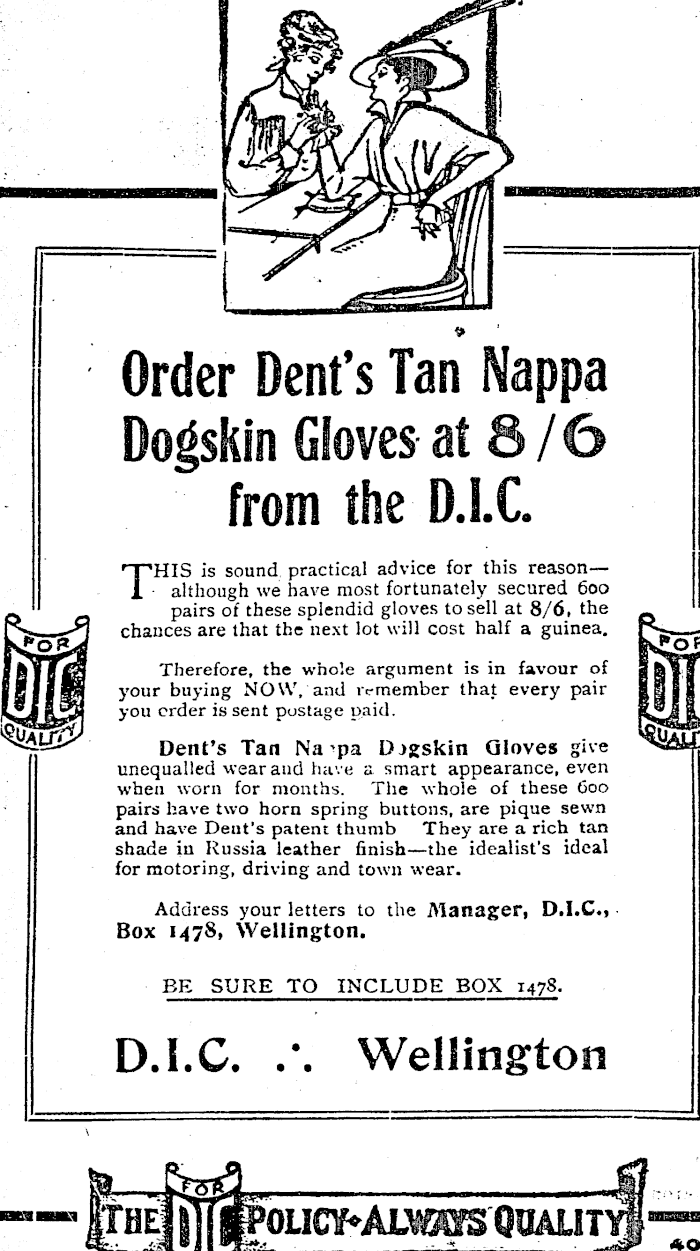 Order Dent's Tan Nappa
Dogskin Gloves at 8/6
from the D.I.C.
THIS is sound practical advice for this reason—
although we have most fortunately secured 600
pairs of these splendid gloves to sell at 8/6, the
chances are that the next lot will cost half a guinea.
Therefore, the whole argument is in favour of
your buying NOW, and remember that every pair
you order is sent postage paid.
Dent's Tan Nappa Dogskin Gloves give
unequalled wear and have a smart appearance, even
when worn for months. The whole of these 600
pairs have two horn spring buttons, are pique sewn
and have Dent's patent thumb They are a rich tan
shade in Russia leather finish—the idealist's ideal
for motoring, driving and town wear.
Address your letters to the Manager, D.I.C.,
Box 1478, Wellington.
BE SURE TO INCLUDE BOX 1478.
D.I.C. ∴ Wellington
FOR
DIC
QUALITY
FOR
DIC
QUALITY
FOR
THE DIC POLICY ALWAYS QUALITY